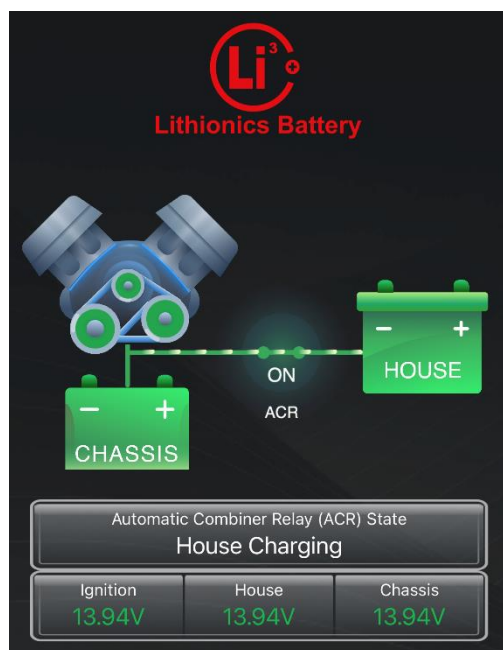 Li 3 +
Lithionics Battery
- +
HOUSE
ON
ACR
- +
CHASSIS
Automatic Combiner Relay (ACR) State
House Charging
Ignition House Chassis
13.94V 13.94V 13.94V